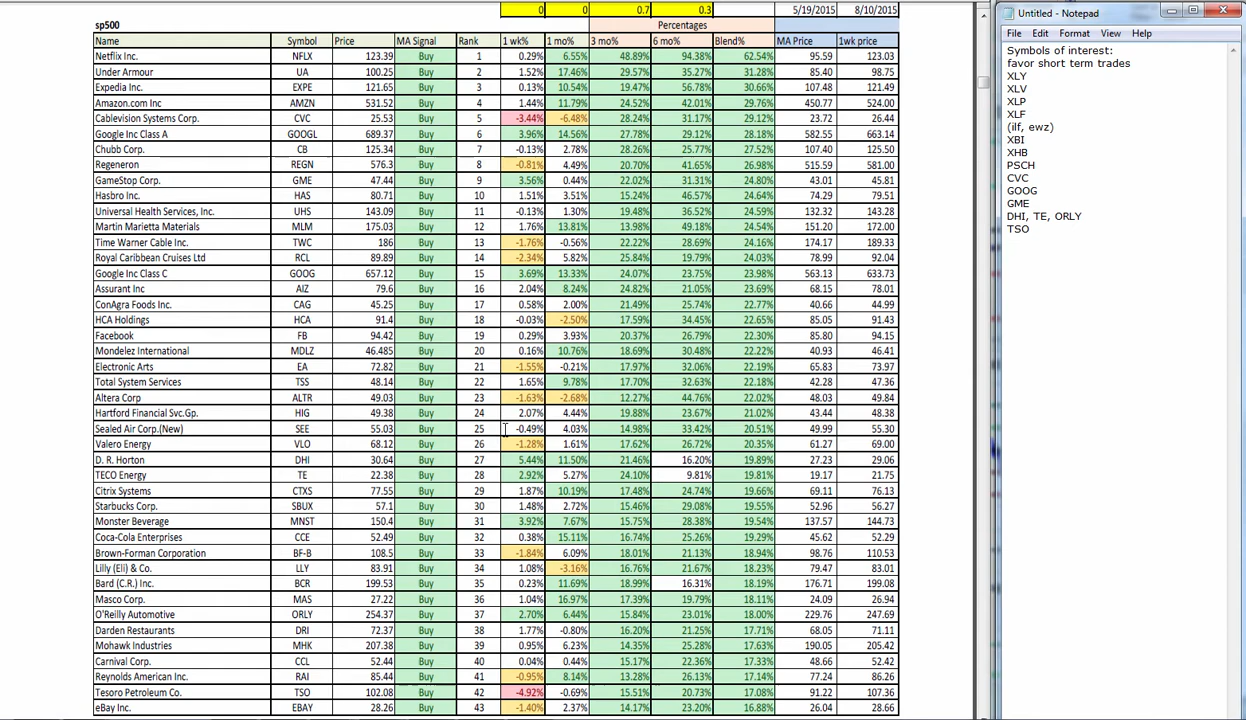 0 0 0.7 0.3 5/19/2015 8/10/2015
sp500 Percentages
Name Symbol Price MA Signal Rank 1 wk% 1 mo% 3 mo% 6 mo% Blend% MA Price 1wk price
Netflix Inc. NFLX 123.39 Buy 1 0.29% 6.55% 48.89% 94.38% 62.54% 95.59 123.03
Under Armour UA 100.25 Buy 2 1.52% 17.46% 29.57% 35.27% 31.28% 85.40 98.75
Expedia Inc. EXPE 121.65 Buy 3 0.13% 10.54% 19.47% 56.78% 30.66% 107.48 121.49
Amazon.com Inc AMZN 531.52 Buy 4 1.44% 11.79% 24.52% 42.01% 29.76% 450.77 524.00
Cablevision Systems Corp. CVC 25.53 Buy 5 -3.44% -6.48% 28.24% 31.17% 29.12% 23.72 26.44
Google Inc Class A GOOGL 689.37 Buy 6 3.96% 14.56% 27.78% 29.12% 28.18% 582.55 663.14
Chubb Corp. CB 125.34 Buy 7 -0.13% 2.78% 28.26% 25.77% 27.52% 107.40 125.50
Regeneron REGN 576.3 Buy 8 -0.81% 4.49% 20.70% 41.65% 26.98% 515.59 581.00
GameStop Corp. GME 47.44 Buy 9 3.56% 0.44% 22.02% 31.31% 24.80% 43.01 45.81
Hasbro Inc. HAS 80.71 Buy 10 1.51% 3.51% 15.24% 46.57% 24.64% 74.29 79.51
Universal Health Services, Inc. UHS 143.09 Buy 11 -0.13% 1.30% 19.48% 36.52% 24.59% 132.32 143.28
Martin Marietta Materials MLM 175.03 Buy 12 1.76% 13.81% 13.98% 49.18% 24.54% 151.20 172.00
Time Warner Cable Inc. TWC 186 Buy 13 -1.76% -0.56% 22.22% 28.69% 24.16% 174.17 189.33
Royal Caribbean Cruises Ltd RCL 89.89 Buy 14 -2.34% 5.82% 25.84% 19.79% 24.03% 78.99 92.04
Google Inc Class C GOOG 657.12 Buy 15 3.69% 13.33% 24.07% 23.75% 23.98% 563.13 633.73
Assurant Inc AIZ 79.6 Buy 16 2.04% 8.24% 24.82% 21.05% 23.69% 68.15 78.01
ConAgra Foods Inc. CAG 45.25 Buy 17 0.58% 2.00% 21.49% 25.74% 22.77% 40.66 44.99
HCA Holdings HCA 91.4 Buy 18 -0.03% -2.50% 17.59% 34.45% 22.65% 85.05 91.43
Facebook FB 94.42 Buy 19 0.29% 3.93% 20.37% 26.79% 22.30% 85.80 94.15
Mondelez International MDLZ 46.485 Buy 20 0.16% 10.76% 18.69% 30.48% 22.22% 40.93 46.41
Electronic Arts EA 72.82 Buy 21 -1.55% -0.21% 17.97% 32.06% 22.19% 65.83 73.97
Total System Services TSS 48.14 Buy 22 1.65% 9.78% 17.70% 32.63% 22.18% 42.28 47.36
Altera Corp ALTR 49.03 Buy 23 -1.63% -2.68% 12.27% 44.76% 22.02% 48.03 49.84
Hartford Financial Svc.Gp. HIG 49.38 Buy 24 2.07% 4.44% 19.88% 23.67% 21.02% 43.44 48.38
Sealed Air Corp.(New) SEE 55.03 Buy 25 -0.49% 4.03% 14.98% 33.42% 20.51% 49.99 55.30
Valero Energy VLO 68.12 Buy 26 -1.28% 1.61% 17.62% 26.72% 20.35% 61.27 69.00
D. R. Horton DHI 30.64 Buy 27 5.44% 11.50% 21.46% 16.20% 19.89% 27.23 29.06
TECO Energy TE 22.38 Buy 28 2.92% 5.27% 24.10% 9.81% 19.81% 19.17 21.75
Citrix Systems CTXS 77.55 Buy 29 1.87% 10.19% 17.48% 24.74% 19.66% 69.11 76.13
Starbucks Corp. SBUX 57.1 Buy 30 1.48% 2.72% 15.46% 29.08% 19.55% 52.96 56.27
Monster Beverage MNST 150.4 Buy 31 3.92% 7.67% 15.75% 28.38% 19.54% 137.57 144.73
Coca-Cola Enterprises CCE 52.49 Buy 32 0.38% 15.11% 16.74% 25.26% 19.29% 45.62 52.29
Brown-Forman Corporation BF-B 108.5 Buy 33 -1.84% 6.09% 18.01% 21.13% 18.94% 98.76 110.53
Lilly (Eli) & Co. LLY 83.91 Buy 34 1.08% -3.16% 16.76% 21.67% 18.23% 79.47 83.01
Bard (C.R.) Inc. BCR 199.53 Buy 35 0.23% 11.69% 18.99% 16.31% 18.19% 176.71 199.08
Masco Corp. MAS 27.22 Buy 36 1.04% 16.97% 17.39% 19.79% 18.11% 24.09 26.94
O'Reilly Automotive ORLY 254.37 Buy 37 2.70% 6.44% 15.84% 23.01% 18.00% 229.76 247.69
Darden Restaurants DRI 72.37 Buy 38 1.77% -0.80% 16.20% 21.25% 17.71% 68.05 71.11
Mohawk Industries MHK 207.38 Buy 39 0.95% 6.23% 14.35% 25.28% 17.63% 190.05 205.42
Carnival Corp. CCL 52.44 Buy 40 0.04% 0.44% 15.17% 22.36% 17.33% 48.66 52.42
Reynolds American Inc. RAI 85.44 Buy 41 -0.95% 8.14% 13.28% 26.13% 17.14% 77.24 86.26
Tesoro Petroleum Co. TSO 102.08 Buy 42 -4.92% -0.69% 15.51% 20.73% 17.08% 91.22 107.36
eBay Inc. EBAY 28.26 Buy 43 -1.40% 2.37% 14.17% 23.20% 16.88% 26.04 28.66
Untitled - Notepad
File Edit Format View Help
Symbols of interest:
favor short term trades
XLY
XLV
XLP
XLF
(ilf, ewz)
XBI
XHB
PSCH
CVC
GOOG
GME
DHI, TE, ORLY
TSO